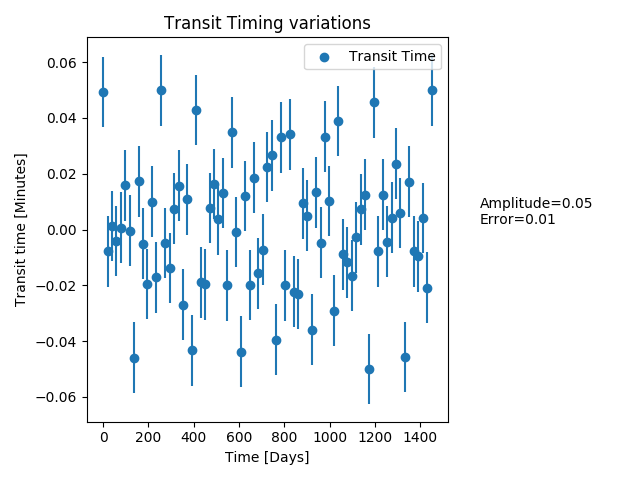 Transit Timing variations
Transit Time
0.06
0.04
0.02
0.00
−0.02
−0.04
−0.06
Transit time [Minutes]
0 200 400 600 800 1000 1200 1400
Time [Days]
Amplitude=0.05
Error=0.01